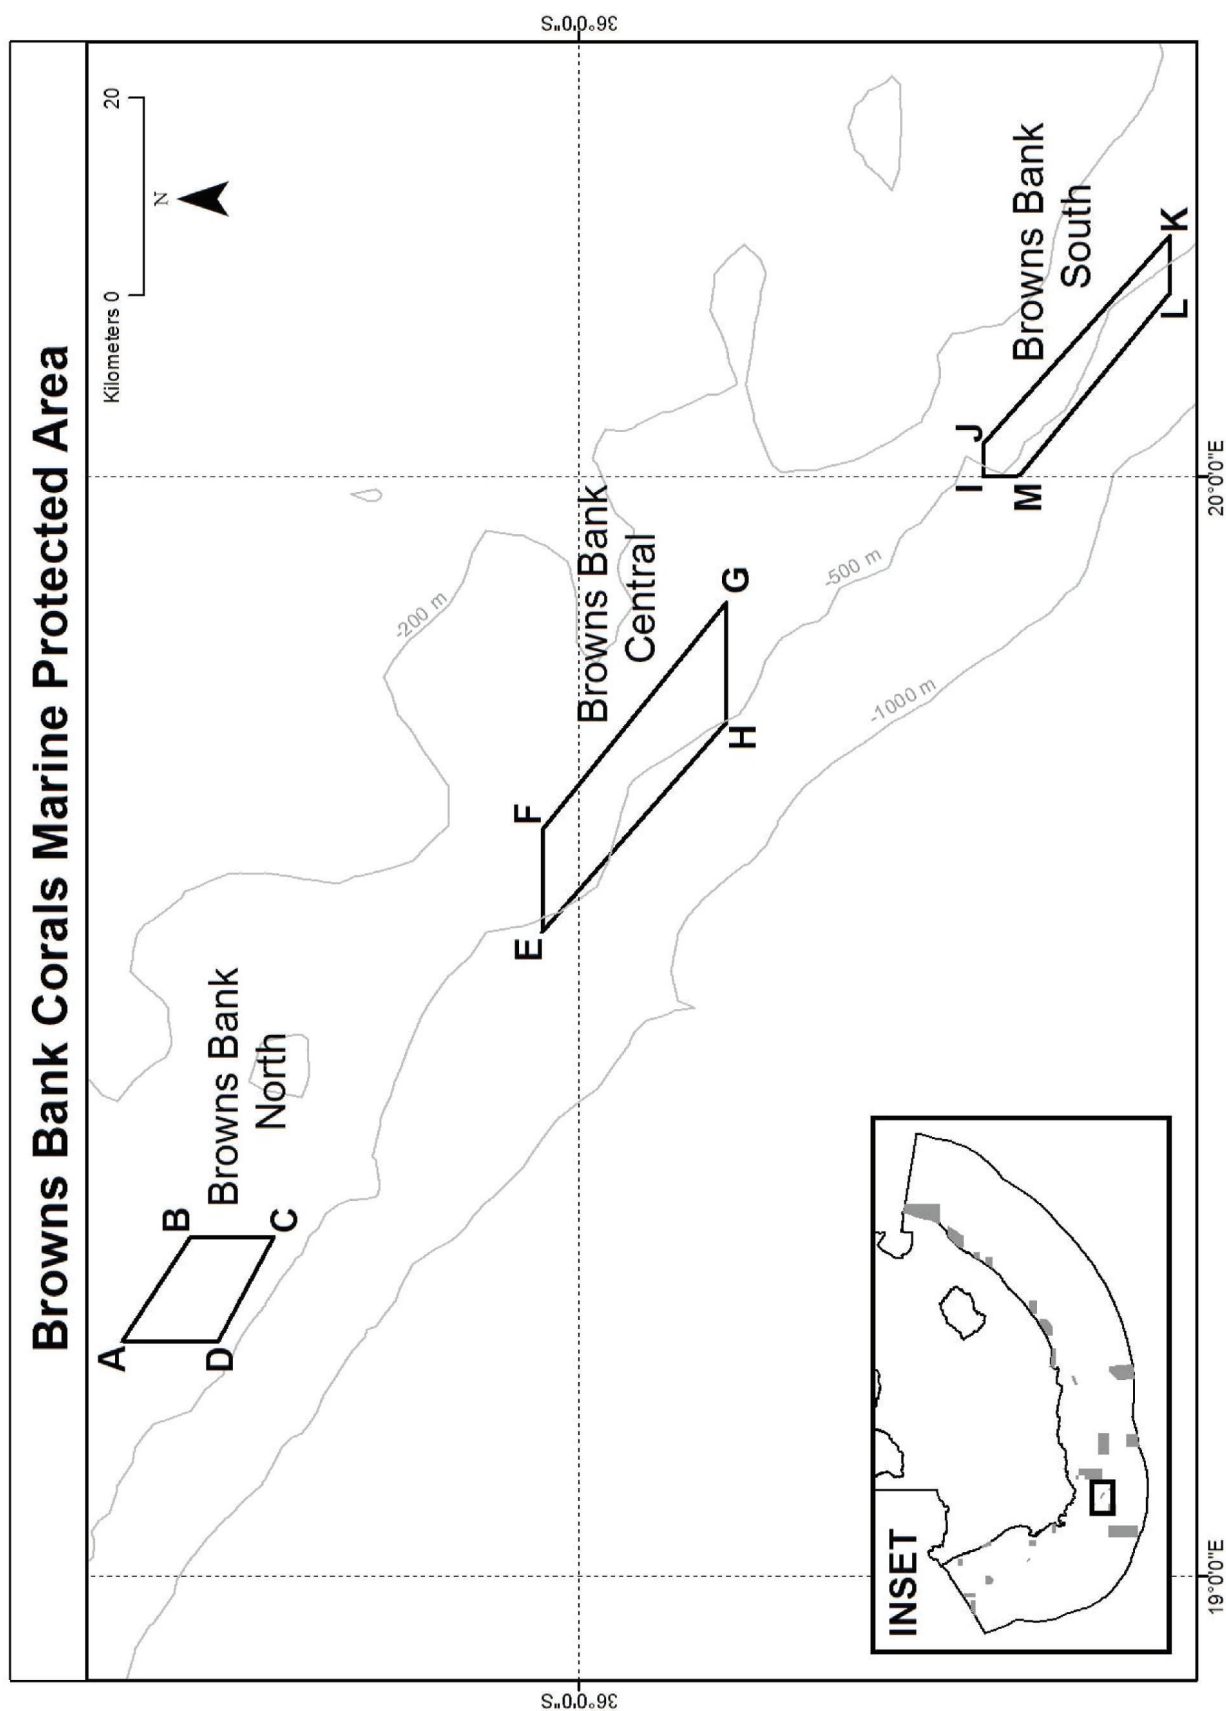 Browns Bank Corals Marine Protected Area
36°0'0"S
Kilometers 0
20
N
A
B
C
D
Browns Bank
North
-200 m
E
F
G
H
Browns Bank
Central
-500 m
-1000 m
I
J
K
L
M
Browns Bank
South
INSET
36°0'0"S
19°0'0"E
20°0'0"E